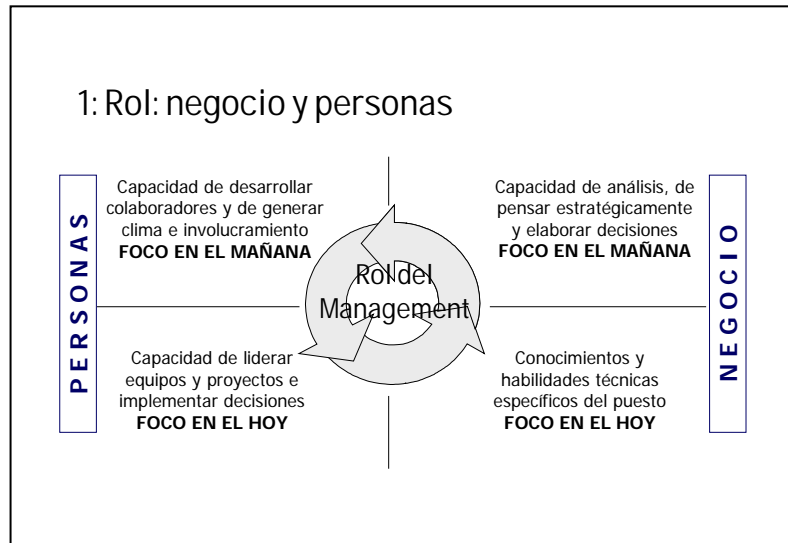 1: Rol: negocio y personas
PERSONAS
Capacidad de desarrollar
colaboradores y de generar
clima e involucramiento
FOCO EN EL MAÑANA
Capacidad de análisis, de
pensar estratégicamente
y elaborar decisiones
FOCO EN EL MAÑANA
NEGOCIO
Rol del
Management
Capacidad de liderar
equipos y proyectos e
implementar decisiones
FOCO EN EL HOY
Conocimientos y
habilidades técnicas
específicos del puesto
FOCO EN EL HOY